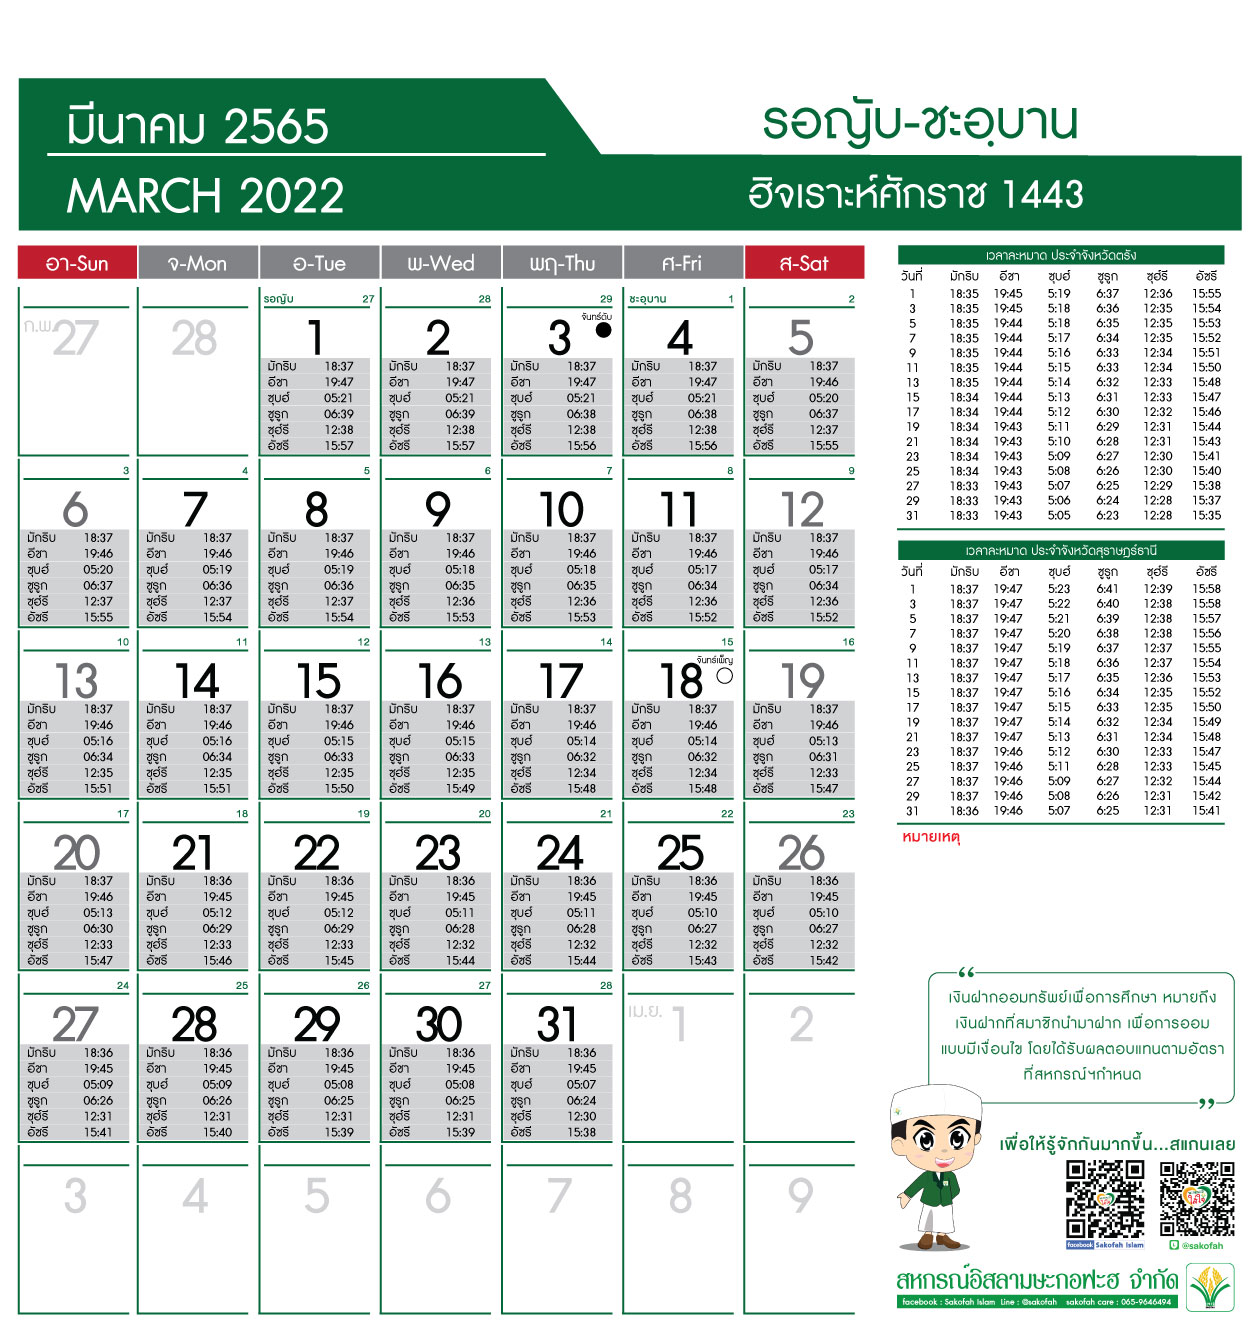 มีนาคม 2565
MARCH 2022
รอญับ-ชะอฺบาน
ฮิจเราะห์ศักราช 1443
อา-Sun จ-Mon อ-Tue พ-Wed พฤ-Thu ศ-Fri ส-Sat
รอญับ 27 28 29 ชะอุบาน 1 2
จันทร์ดับ
ก.พ. 27 28 1 2 3 4 5
มักริบ 18:37 มักริบ 18:37 มักริบ 18:37 มักริบ 18:37 มักริบ 18:37
อีชา 19:47 อีชา 19:47 อีชา 19:47 อีชา 19:47 อีชา 19:46
ซุบฮ์ 05:21 ซุบฮ์ 05:21 ซุบฮ์ 05:21 ซุบฮ์ 05:21 ซุบฮ์ 05:20
ชูรูก 06:39 ชูรูก 06:39 ชูรูก 06:38 ชูรูก 06:38 ชูรูก 06:37
ซุฮ์รี 12:38 ซุฮ์รี 12:38 ซุฮ์รี 12:38 ซุฮ์รี 12:38 ซุฮ์รี 12:37
อัซรี 15:57 อัซรี 15:57 อัซรี 15:56 อัซรี 15:56 อัซรี 15:55
3 4 5 6 7 8 9
6 7 8 9 10 11 12
มักริบ 18:37 มักริบ 18:37 มักริบ 18:37 มักริบ 18:37 มักริบ 18:37 มักริบ 18:37 มักริบ 18:37
อีชา 19:46 อีชา 19:46 อีชา 19:46 อีชา 19:46 อีชา 19:46 อีชา 19:46 อีชา 19:46
ซุบฮ์ 05:20 ซุบฮ์ 05:19 ซุบฮ์ 05:19 ซุบฮ์ 05:18 ซุบฮ์ 05:18 ซุบฮ์ 05:17 ซุบฮ์ 05:17
ชูรูก 06:37 ชูรูก 06:36 ชูรูก 06:36 ชูรูก 06:35 ชูรูก 06:35 ชูรูก 06:34 ชูรูก 06:34
ซุฮ์รี 12:37 ซุฮ์รี 12:37 ซุฮ์รี 12:37 ซุฮ์รี 12:36 ซุฮ์รี 12:36 ซุฮ์รี 12:36 ซุฮ์รี 12:36
อัซรี 15:55 อัซรี 15:54 อัซรี 15:54 อัซรี 15:53 อัซรี 15:53 อัซรี 15:52 อัซรี 15:52
10 11 12 13 14 15 16
จันทร์เพ็ญ
13 14 15 16 17 18 19
มักริบ 18:37 มักริบ 18:37 มักริบ 18:37 มักริบ 18:37 มักริบ 18:37 มักริบ 18:37 มักริบ 18:37
อีชา 19:46 อีชา 19:46 อีชา 19:46 อีชา 19:46 อีชา 19:46 อีชา 19:46 อีชา 19:46
ซุบฮ์ 05:16 ซุบฮ์ 05:16 ซุบฮ์ 05:15 ซุบฮ์ 05:15 ซุบฮ์ 05:14 ซุบฮ์ 05:14 ซุบฮ์ 05:13
ชูรูก 06:34 ชูรูก 06:34 ชูรูก 06:33 ชูรูก 06:33 ชูรูก 06:32 ชูรูก 06:32 ชูรูก 06:31
ซุฮ์รี 12:35 ซุฮ์รี 12:35 ซุฮ์รี 12:35 ซุฮ์รี 12:35 ซุฮ์รี 12:34 ซุฮ์รี 12:34 ซุฮ์รี 12:33
อัซรี 15:51 อัซรี 15:51 อัซรี 15:50 อัซรี 15:49 อัซรี 15:48 อัซรี 15:48 อัซรี 15:47
17 18 19 20 21 22 23
20 21 22 23 24 25 26
มักริบ 18:37 มักริบ 18:36 มักริบ 18:36 มักริบ 18:36 มักริบ 18:36 มักริบ 18:36 มักริบ 18:36
อีชา 19:46 อีชา 19:45 อีชา 19:45 อีชา 19:45 อีชา 19:45 อีชา 19:45 อีชา 19:45
ซุบฮ์ 05:13 ซุบฮ์ 05:12 ซุบฮ์ 05:12 ซุบฮ์ 05:11 ซุบฮ์ 05:11 ซุบฮ์ 05:10 ซุบฮ์ 05:10
ชูรูก 06:30 ชูรูก 06:29 ชูรูก 06:29 ชูรูก 06:28 ชูรูก 06:28 ชูรูก 06:27 ชูรูก 06:27
ซุฮ์รี 12:33 ซุฮ์รี 12:33 ซุฮ์รี 12:33 ซุฮ์รี 12:32 ซุฮ์รี 12:32 ซุฮ์รี 12:32 ซุฮ์รี 12:32
อัซรี 15:47 อัซรี 15:46 อัซรี 15:45 อัซรี 15:44 อัซรี 15:44 อัซรี 15:43 อัซรี 15:42
24 25 26 27 28
27 28 29 30 31 เม.ย. 1 2
มักริบ 18:36 มักริบ 18:36 มักริบ 18:36 มักริบ 18:36 มักริบ 18:36
อีชา 19:45 อีชา 19:45 อีชา 19:45 อีชา 19:45 อีชา 19:45
ซุบฮ์ 05:09 ซุบฮ์ 05:09 ซุบฮ์ 05:08 ซุบฮ์ 05:08 ซุบฮ์ 05:07
ชูรูก 06:26 ชูรูก 06:26 ชูรูก 06:25 ชูรูก 06:25 ชูรูก 06:24
ซุฮ์รี 12:31 ซุฮ์รี 12:31 ซุฮ์รี 12:31 ซุฮ์รี 12:31 ซุฮ์รี 12:30
อัซรี 15:41 อัซรี 15:40 อัซรี 15:39 อัซรี 15:39 อัซรี 15:38
3 4 5 6 7 8 9
เวลาละหมาด ประจำจังหวัดตรัง
วันที่ มักริบ อีชา ซุบฮ์ ชูรูก ซุฮ์รี อัซรี
1 18:35 19:45 5:19 6:37 12:36 15:55
3 18:35 19:45 5:18 6:36 12:35 15:54
5 18:35 19:44 5:18 6:35 12:35 15:53
7 18:35 19:44 5:17 6:34 12:35 15:52
9 18:35 19:44 5:16 6:33 12:34 15:51
11 18:35 19:44 5:15 6:33 12:34 15:50
13 18:35 19:44 5:14 6:32 12:33 15:48
15 18:34 19:44 5:13 6:31 12:33 15:47
17 18:34 19:44 5:12 6:30 12:32 15:46
19 18:34 19:43 5:11 6:29 12:31 15:44
21 18:34 19:43 5:10 6:28 12:31 15:43
23 18:34 19:43 5:09 6:27 12:30 15:41
25 18:34 19:43 5:08 6:26 12:30 15:40
27 18:33 19:43 5:07 6:25 12:29 15:38
29 18:33 19:43 5:06 6:24 12:28 15:37
31 18:33 19:43 5:05 6:23 12:28 15:35
เวลาละหมาด ประจำจังหวัดสุราษฎร์ธานี
วันที่ มักริบ อีชา ซุบฮ์ ชูรูก ซุฮ์รี อัซรี
1 18:37 19:47 5:23 6:41 12:39 15:58
3 18:37 19:47 5:22 6:40 12:38 15:58
5 18:37 19:47 5:21 6:39 12:38 15:57
7 18:37 19:47 5:20 6:38 12:38 15:56
9 18:37 19:47 5:19 6:37 12:37 15:55
11 18:37 19:47 5:18 6:36 12:37 15:54
13 18:37 19:47 5:17 6:35 12:36 15:53
15 18:37 19:47 5:16 6:34 12:35 15:52
17 18:37 19:47 5:15 6:33 12:35 15:50
19 18:37 19:47 5:14 6:32 12:34 15:49
21 18:37 19:47 5:13 6:31 12:34 15:48
23 18:37 19:46 5:12 6:30 12:33 15:47
25 18:37 19:46 5:11 6:28 12:33 15:45
27 18:37 19:46 5:09 6:27 12:32 15:44
29 18:37 19:46 5:08 6:26 12:31 15:42
31 18:36 19:46 5:07 6:25 12:31 15:41
หมายเหตุ
“
เงินฝากออมทรัพย์เพื่อการศึกษา หมายถึง
เงินฝากที่สมาชิกนำมาฝาก เพื่อการออม
แบบมีเงื่อนไข โดยได้รับผลตอบแทนตามอัตรา
ที่สหกรณ์ฯกำหนด
”
เพื่อให้รู้จักกันมากขึ้น...สแกนเลย
facebook Sakofah Islam @sakofah
สหกรณ์อิสลามษะกอฟะฮ จำกัด
facebook : Sakofah Islam Line : @sakofah sakofah care : 065-9646494